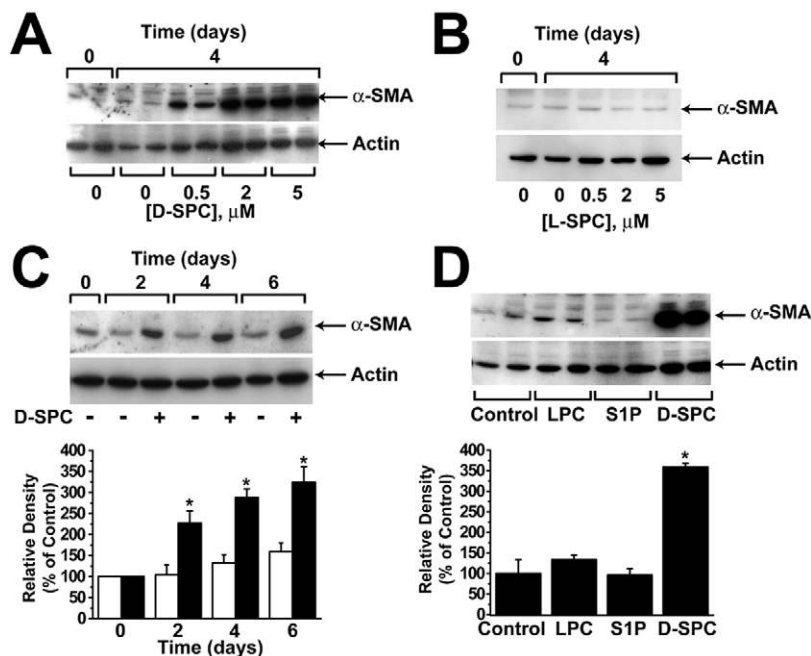 A
Time (days)
0 4
α-SMA
Actin
0 0 0.5 2 5
[D-SPC], μM
B
Time (days)
0 4
α-SMA
Actin
0 0 0.5 2 5
[L-SPC], μM
C
Time (days)
0 2 4 6
α-SMA
Actin
D-SPC - - + - + - +
Relative Density
(% of Control)
400
350
300
250
200
150
100
50
0
* * *
0 2 4 6
Time (days)
D
α-SMA
Actin
Control LPC S1P D-SPC
Relative Density
(% of Control)
400
350
300
250
200
150
100
50
0
*
Control LPC S1P D-SPC